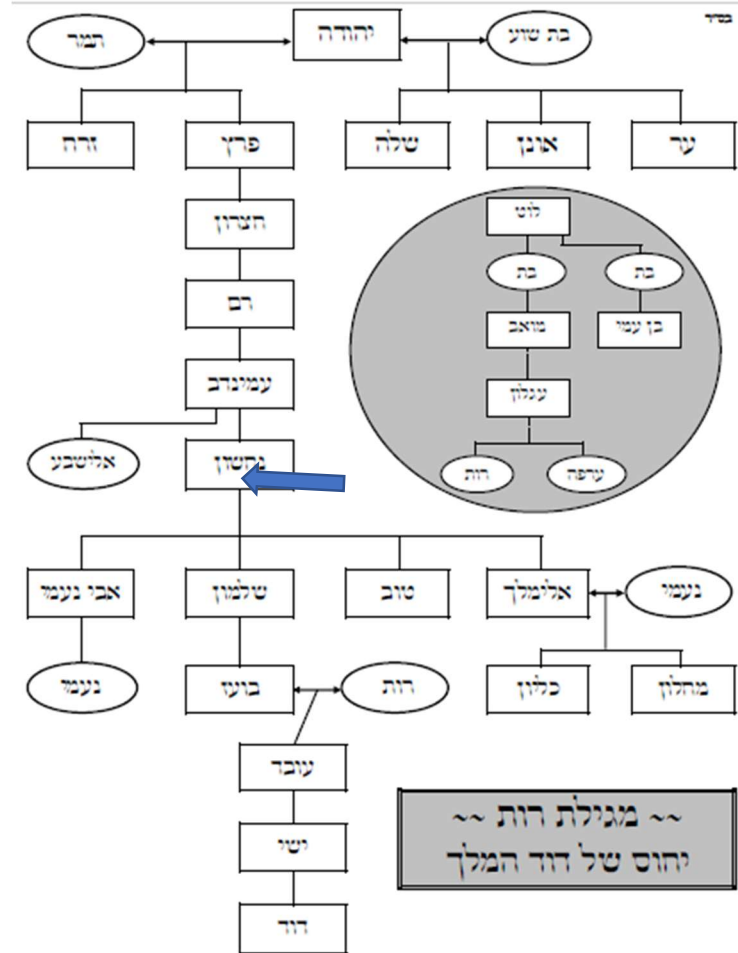 בס״ד
בת שוע
יהודה
תמר
ער
אונן
שלה
פרץ
זרח
חצרון
רם
עמינדב
אלישבע
נחשון
לוט
בת
בת
בן עמי
מואב
עגלון
ערפה
רות
נעמי
אלימלך
טוב
שלמון
אבי נעמי
מחלון
כליון
רות
בועז
נעמי
עובד
ישי
דוד
~~ מגילת רות ~~
יחוס של דוד המלך